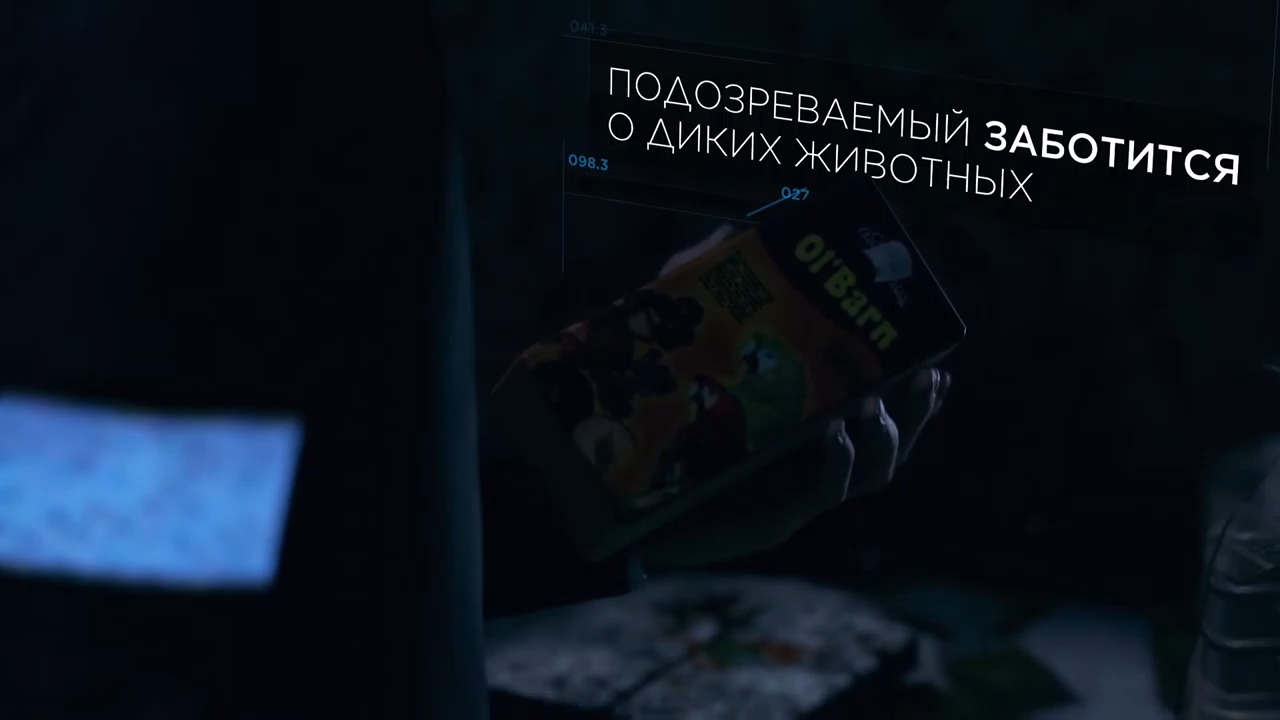 041.3
ПОДОЗРЕВАЕМЫЙ ЗАБОТИТСЯ
О ДИКИХ ЖИВОТНЫХ
098.3
027
Ol'Barn